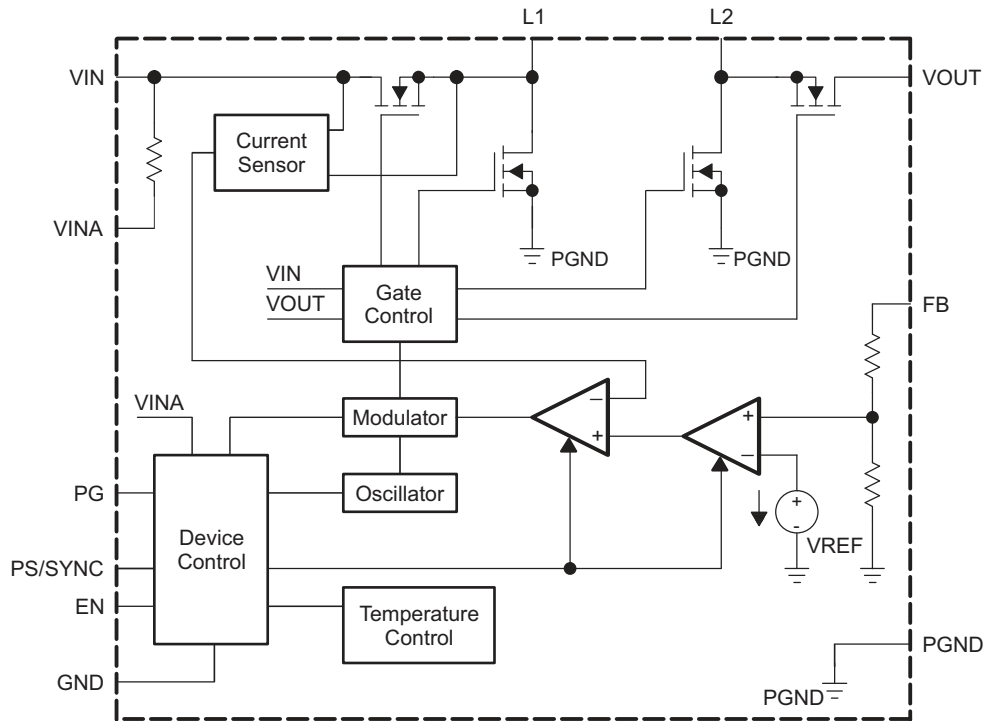 L1
L2
VIN
VOUT
Current
Sensor
VINA
PGND
PGND
VIN
VOUT
Gate
Control
FB
VINA
Modulator
−
+
+
−
PG
Oscillator
Device
Control
+
-
VREF
PS/SYNC
EN
Temperature
Control
GND
PGND
PGND